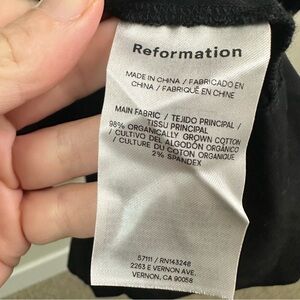 Reformation
MADE IN CHINA / FABRICADO EN
CHINA / FABRIQUÉ EN CHINE
MAIN FABRIC / TEJIDO PRINCIPAL /
TISSU PRINCIPAL
98% ORGANICALLY GROWN COTTON
/ CULTIVO DEL ALGODÓN ORGÁNICO
/ CULTURE DU COTON ORGANIQUE
2% SPANDEX
57111 / RN143246
2263 E VERNON AVE.
VERNON, CA 90058